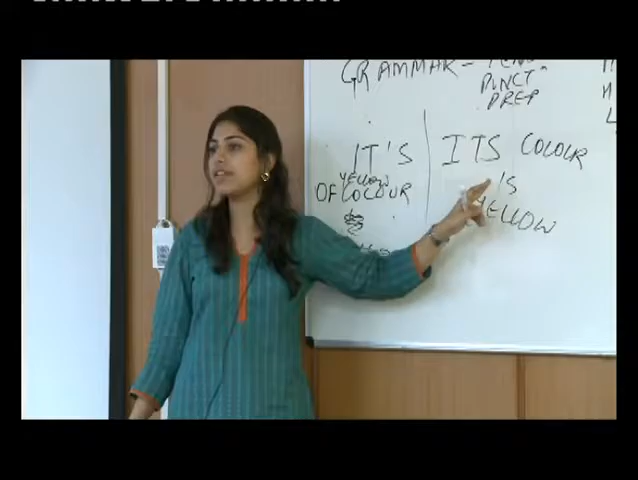 GRAMMAR -
PUNCT
PREP
IT'S
YELLOW
OF COLOUR
ITS COLOUR
IS
YELLOW